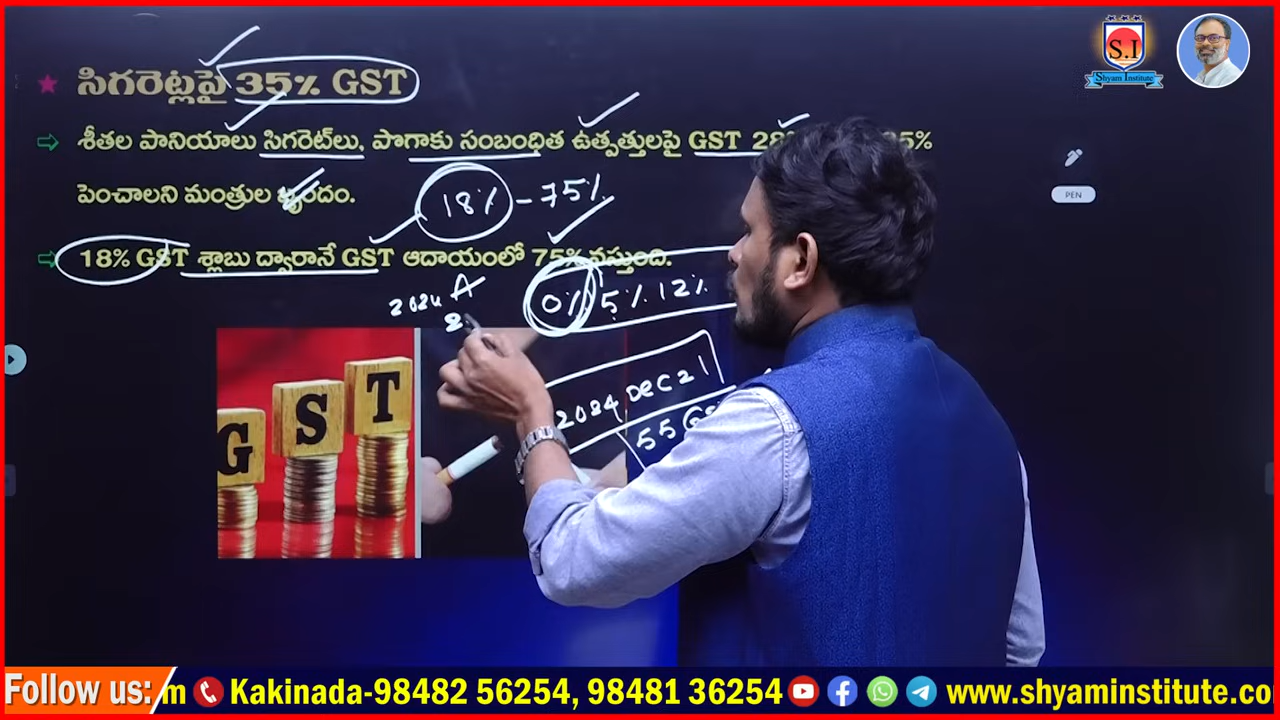 S.I
Shyam Institute
సిగరెట్లపై 35% GST
శీతల పానియాలు సిగరెట్‌లు, పొగాకు సంబంధిత ఉత్పత్తులపై GST 5%
పెంచాలని మంత్రుల బృందం.
18% - 75%
18% GST శ్లాబు ద్వారానే GST ఆదాయంలో 75% వస్తుంది.
0% 5% 12%
2024 A
2
2024 Dec 21
55
PEN
G S T
Follow us: m Kakinada-98482 56254, 98481 36254 www.shyaminstitute.co